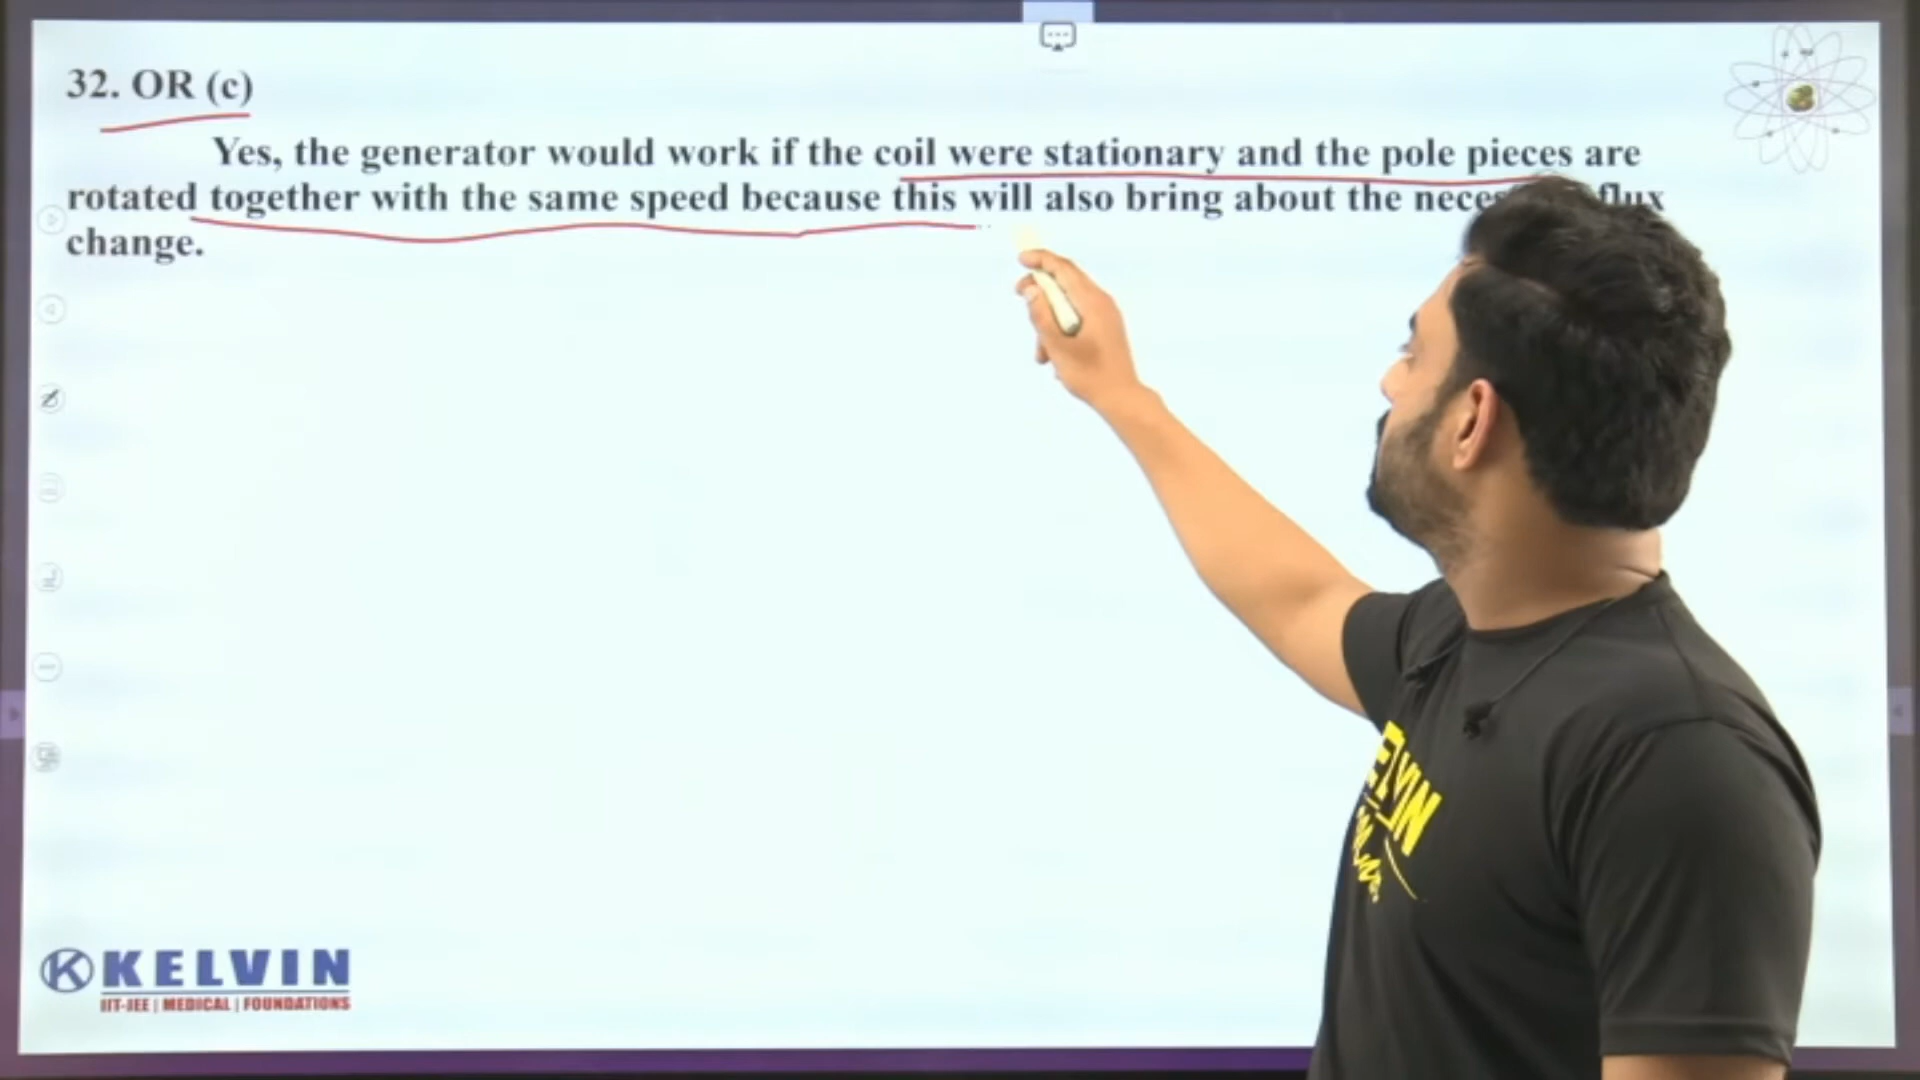 32. OR (c)
Yes, the generator would work if the coil were stationary and the pole pieces are
rotated together with the same speed because this will also bring about the flux
change.
KELVIN
IIT-JEE | MEDICAL | FOUNDATIONS